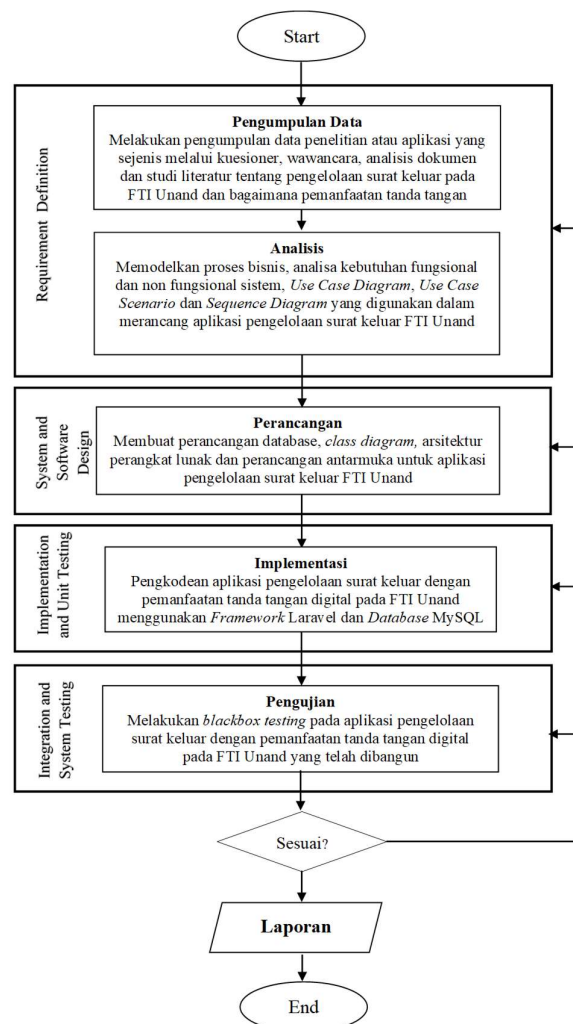 Start
Requirement Definition
Pengumpulan Data
Melakukan pengumpulan data penelitian atau aplikasi yang
sejenis melalui kuesioner, wawancara, analisis dokumen
dan studi literatur tentang pengelolaan surat keluar pada
FTI Unand dan bagaimana pemanfaatan tanda tangan
Analisis
Memodelkan proses bisnis, analisa kebutuhan fungsional
dan non fungsional sistem, Use Case Diagram, Use Case
Scenario dan Sequence Diagram yang digunakan dalam
merancang aplikasi pengelolaan surat keluar FTI Unand
System and
Software
Design
Perancangan
Membuat perancangan database, class diagram, arsitektur
perangkat lunak dan perancangan antarmuka untuk aplikasi
pengelolaan surat keluar FTI Unand
Implementation
and Unit Testing
Implementasi
Pengkodean aplikasi pengelolaan surat keluar dengan
pemanfaatan tanda tangan digital pada FTI Unand
menggunakan Framework Laravel dan Database MySQL
Integration and
System Testing
Pengujian
Melakukan blackbox testing pada aplikasi pengelolaan
surat keluar dengan pemanfaatan tanda tangan digital
pada FTI Unand yang telah dibangun
Sesuai?
Laporan
End